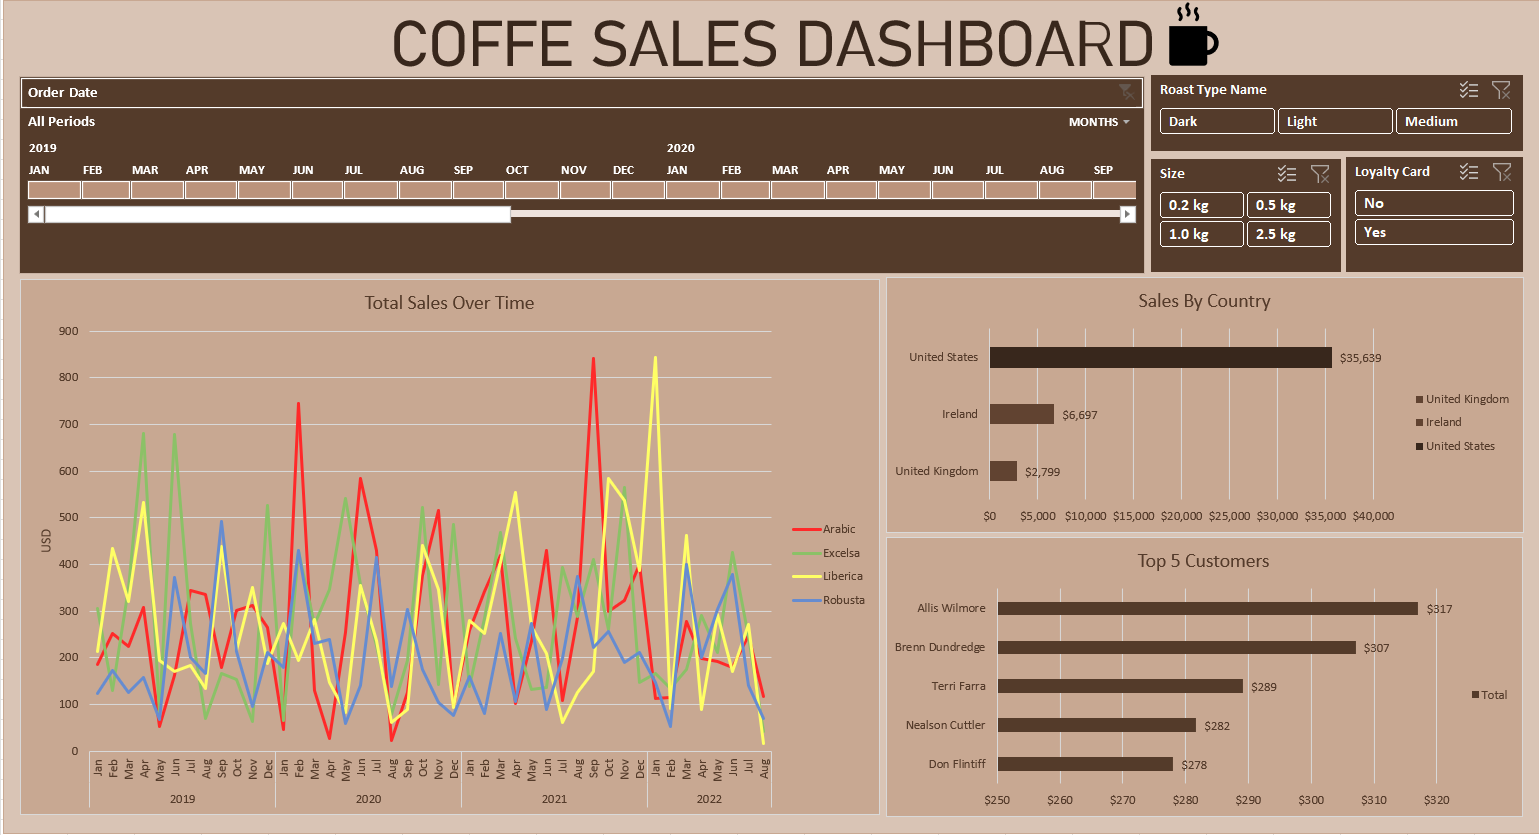 COFFE SALES DASHBOARD
Order Date
All Periods
MONTHS
2019 2020
JAN FEB MAR APR MAY JUN JUL AUG SEP OCT NOV DEC JAN FEB MAR APR MAY JUN JUL AUG SEP
Roast Type Name
Dark Light Medium
Size
0.2 kg 0.5 kg
1.0 kg 2.5 kg
Loyalty Card
No
Yes
Total Sales Over Time
900
800
700
600
500
400
300
200
100
0
USD
Jan Feb Mar Apr May Jun Jul Aug Sep Oct Nov Dec Jan Feb Mar Apr May Jun Jul Aug Sep Oct Nov Dec Jan Feb Mar Apr May Jun Jul Aug Sep Oct Nov Dec Jan Feb Mar Apr May Jun Jul Aug
2019 2020 2021 2022
Arabic
Excelsa
Liberica
Robusta
Sales By Country
United States $35,639
Ireland $6,697
United Kingdom $2,799
$0 $5,000 $10,000 $15,000 $20,000 $25,000 $30,000 $35,000 $40,000
United Kingdom
Ireland
United States
Top 5 Customers
Allis Wilmore $317
Brenn Dundredge $307
Terri Farra $289
Nealson Cuttler $282
Don Flintiff $278
$250 $260 $270 $280 $290 $300 $310 $320
Total